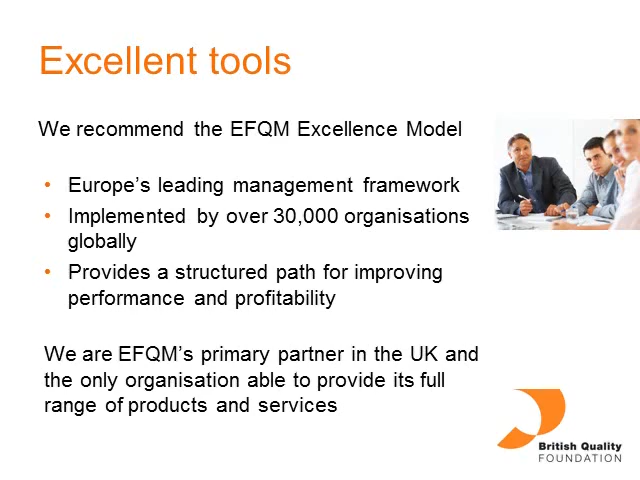 Excellent tools
We recommend the EFQM Excellence Model
• Europe's leading management framework
• Implemented by over 30,000 organisations
globally
• Provides a structured path for improving
performance and profitability
We are EFQM's primary partner in the UK and
the only organisation able to provide its full
range of products and services
British Quality
FOUNDATION